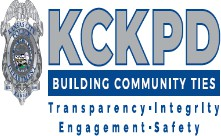 KCKPD
BUILDING COMMUNITY TIES
Transparency▪Integrity
Engagement▪Safety